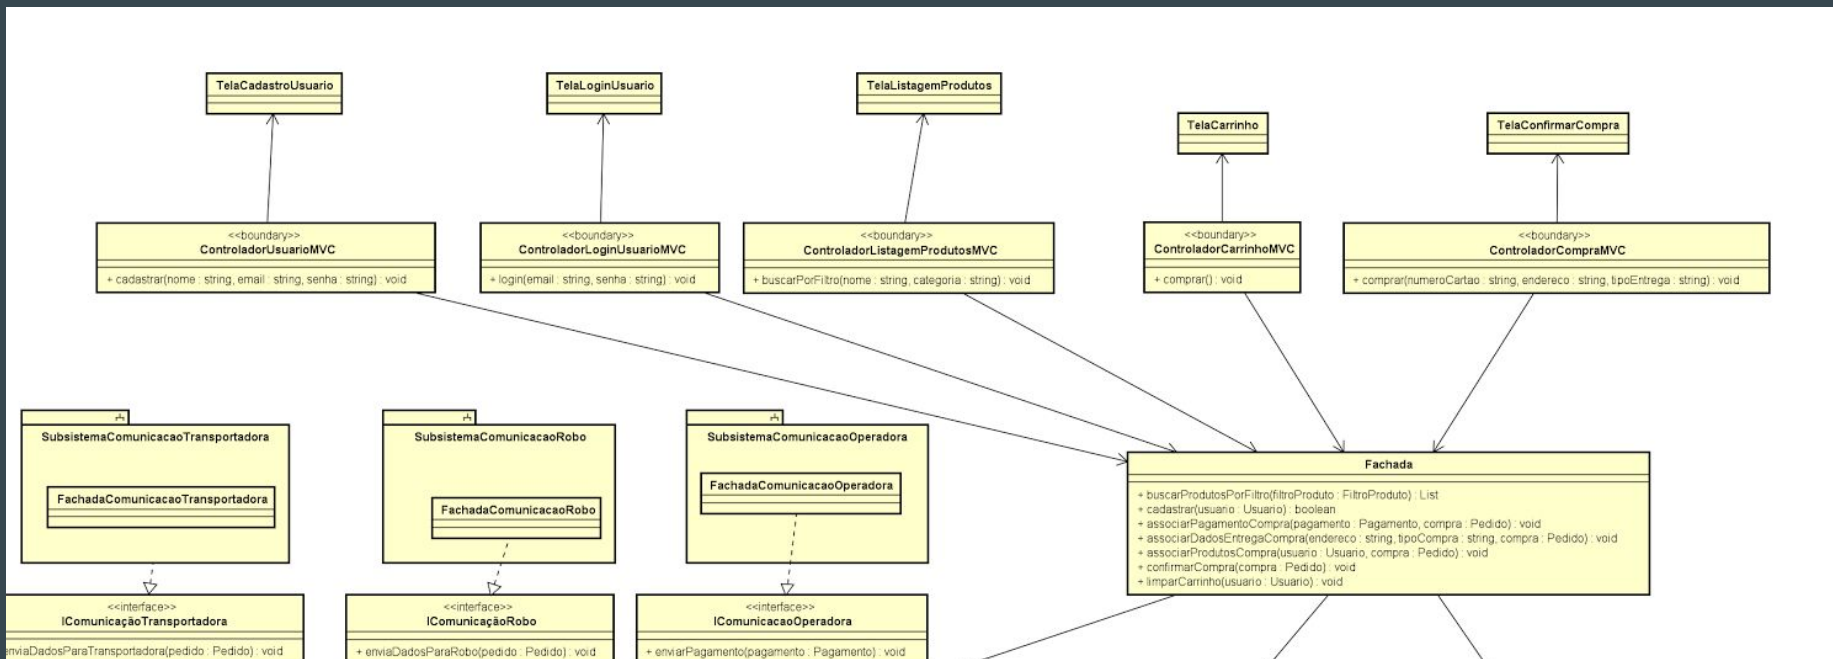 TelaCadastroUsuario
TelaLoginUsuario
TelaListagemProdutos
TelaCarrinho
TelaConfirmarCompra
<<boundary>>
ControladorUsuarioMVC
+ cadastrar(nome : string, email : string, senha : string) : void
<<boundary>>
ControladorLoginUsuarioMVC
+ login(email : string, senha : string) : void
<<boundary>>
ControladorListagemProdutosMVC
+ buscarPorFiltro(nome : string, categoria : string) : void
<<boundary>>
ControladorCarrinhoMVC
+ comprar() : void
<<boundary>>
ControladorCompraMVC
+ comprar(numeroCartao : string, endereco : string, tipoEntrega : string) : void
SubsistemaComunicacaoTransportadora
FachadaComunicacaoTransportadora
SubsistemaComunicacaoRobo
FachadaComunicacaoRobo
SubsistemaComunicacaoOperadora
FachadaComunicacaoOperadora
Fachada
+ buscarProdutosPorFiltro(filtroProduto : FiltroProduto) : List
+ cadastrar(usuario : Usuario) : boolean
+ associarPagamentoCompra(pagamento : Pagamento, compra : Pedido) : void
+ associarDadosEntregaCompra(endereco : string, tipoCompra : string, compra : Pedido) : void
+ associarProdutosCompra(usuario : Usuario, compra : Pedido) : void
+ confirmarCompra(compra : Pedido) : void
+ limparCarrinho(usuario : Usuario) : void
<<interface>>
IComunicaçãoTransportadora
enviaDadosParaTransportadora(pedido : Pedido) : void
<<interface>>
IComunicaçãoRobo
+ enviaDadosParaRobo(pedido : Pedido) : void
<<interface>>
IComunicacaoOperadora
+ enviarPagamento(pagamento : Pagamento) : void